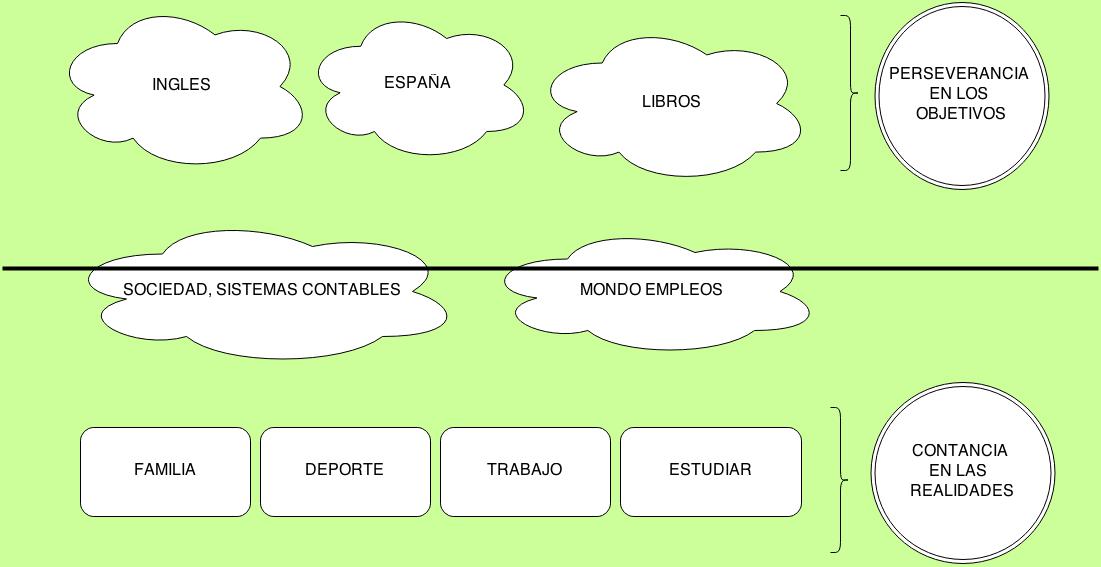 INGLES
ESPAÑA
LIBROS
PERSEVERANCIA
EN LOS
OBJETIVOS
SOCIEDAD, SISTEMAS CONTABLES
MONDO EMPLEOS
FAMILIA
DEPORTE
TRABAJO
ESTUDIAR
CONTANCIA
EN LAS
REALIDADES